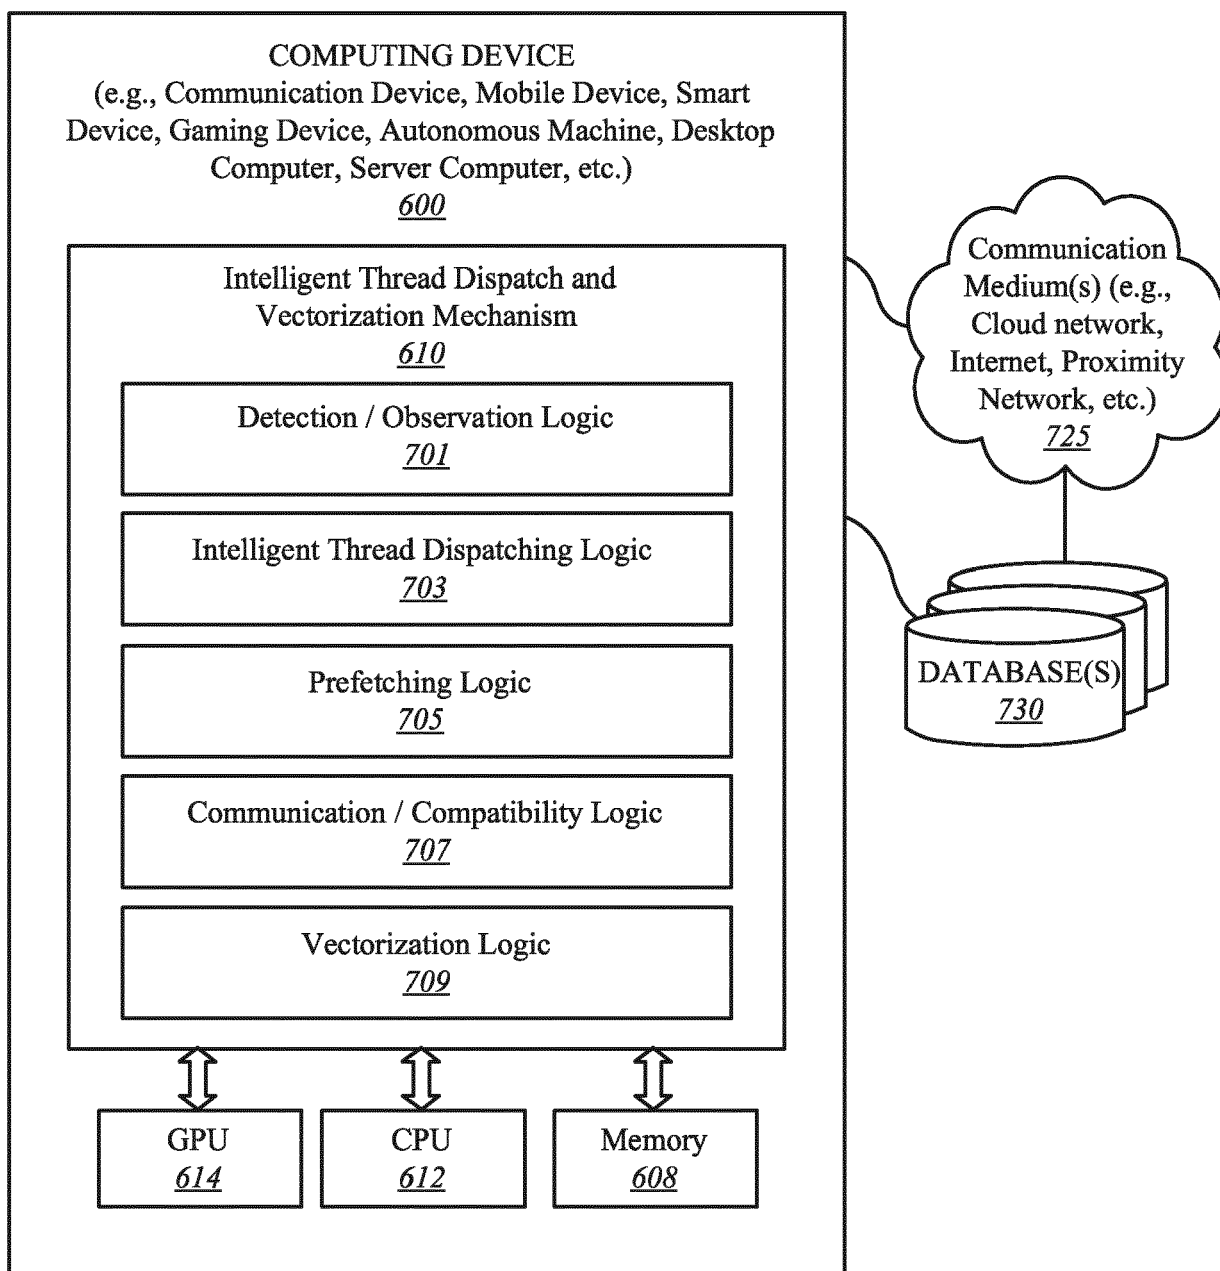 COMPUTING DEVICE
(e.g., Communication Device, Mobile Device, Smart
Device, Gaming Device, Autonomous Machine, Desktop
Computer, Server Computer, etc.)
600
Intelligent Thread Dispatch and
Vectorization Mechanism
610
Detection / Observation Logic
701
Intelligent Thread Dispatching Logic
703
Prefetching Logic
705
Communication / Compatibility Logic
707
Vectorization Logic
709
GPU
614
CPU
612
Memory
608
Communication
Medium(s) (e.g.,
Cloud network,
Internet, Proximity
Network, etc.)
725
DATABASE(S)
730